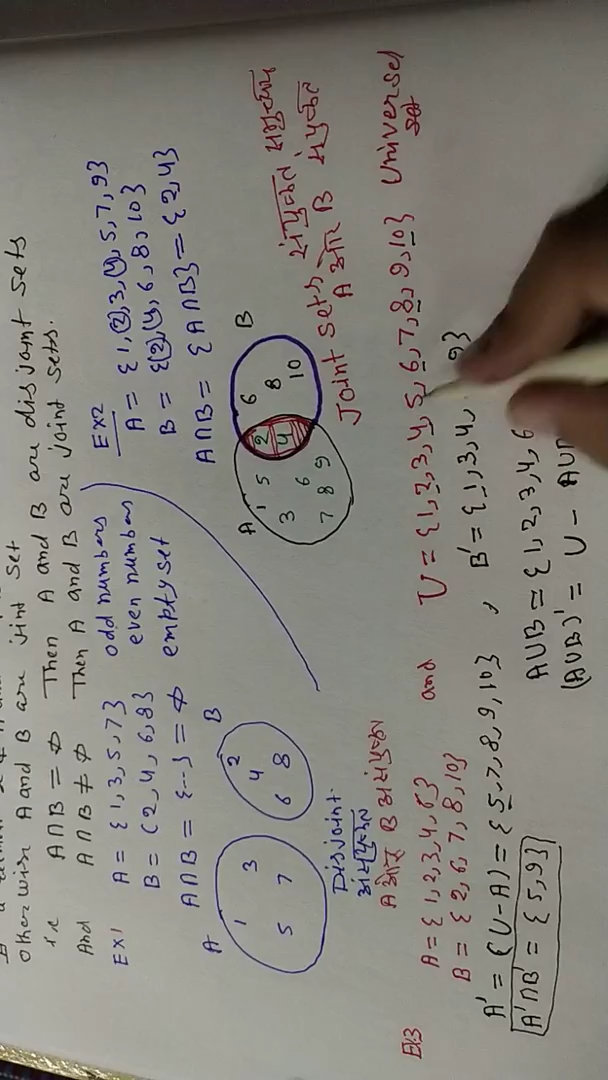 otherwise A and B are joint set
ie A∩B = ϕ Then A and B are disjoint sets
And A∩B ≠ ϕ Then A and B are joint sets.
EX1 A = {1,3,5,7} odd numbers
B = (2,4,6,8} even numbers
A∩B = {--} = ϕ empty set
A B
1 3 5 7
2 4 6 8
Disjoint
असंयुक्त
A और B असंयुक्त
EX2
A = {1,2,3,4,5,7,9}
B = {2,4,6,8,10}
A∩B = {A∩B} = {2,4}
A B
1 5 3 6 7 8 9
2 4
6 8 10
Joint sets संयुक्त समुच्चय
A और B संयुक्त
EX3 A = {1,2,3,4,8} and U = {1,2,3,4,5,6,7,8,9,10} universal
set
B = {2,6,7,8,10}
A' = {U-A) = {5,7,8,9,10} , B' = {1,3,4, 9}
A'∩B' = {5,9} A∪B = {1,2,3,4,6
(A∪B)' = U - A∪